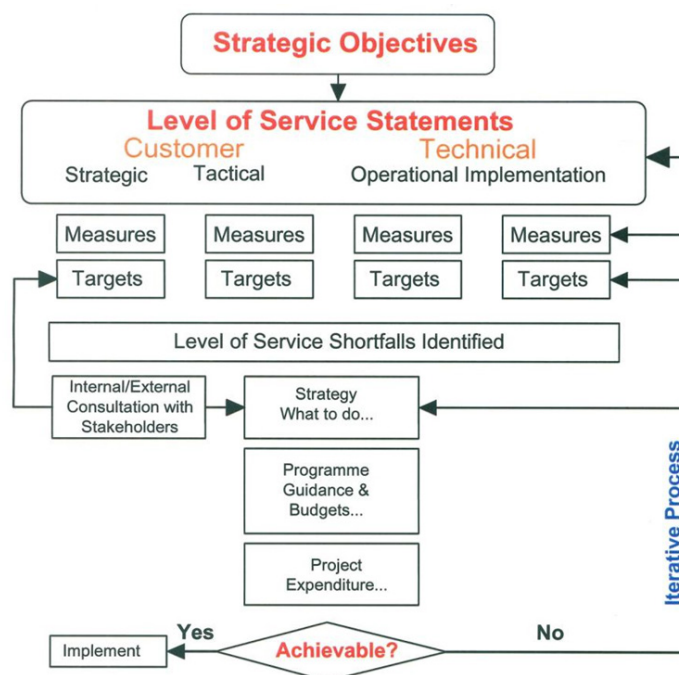 Strategic Objectives
Level of Service Statements
Customer
Technical
Strategic
Tactical
Operational Implementation
Measures
Measures
Measures
Measures
Targets
Targets
Targets
Targets
Level of Service Shortfalls Identified
Internal/External
Consultation with
Stakeholders
Strategy
What to do...
Programme
Guidance &
Budgets...
Project
Expenditure...
Iterative Process
Implement
Yes
Achievable?
No